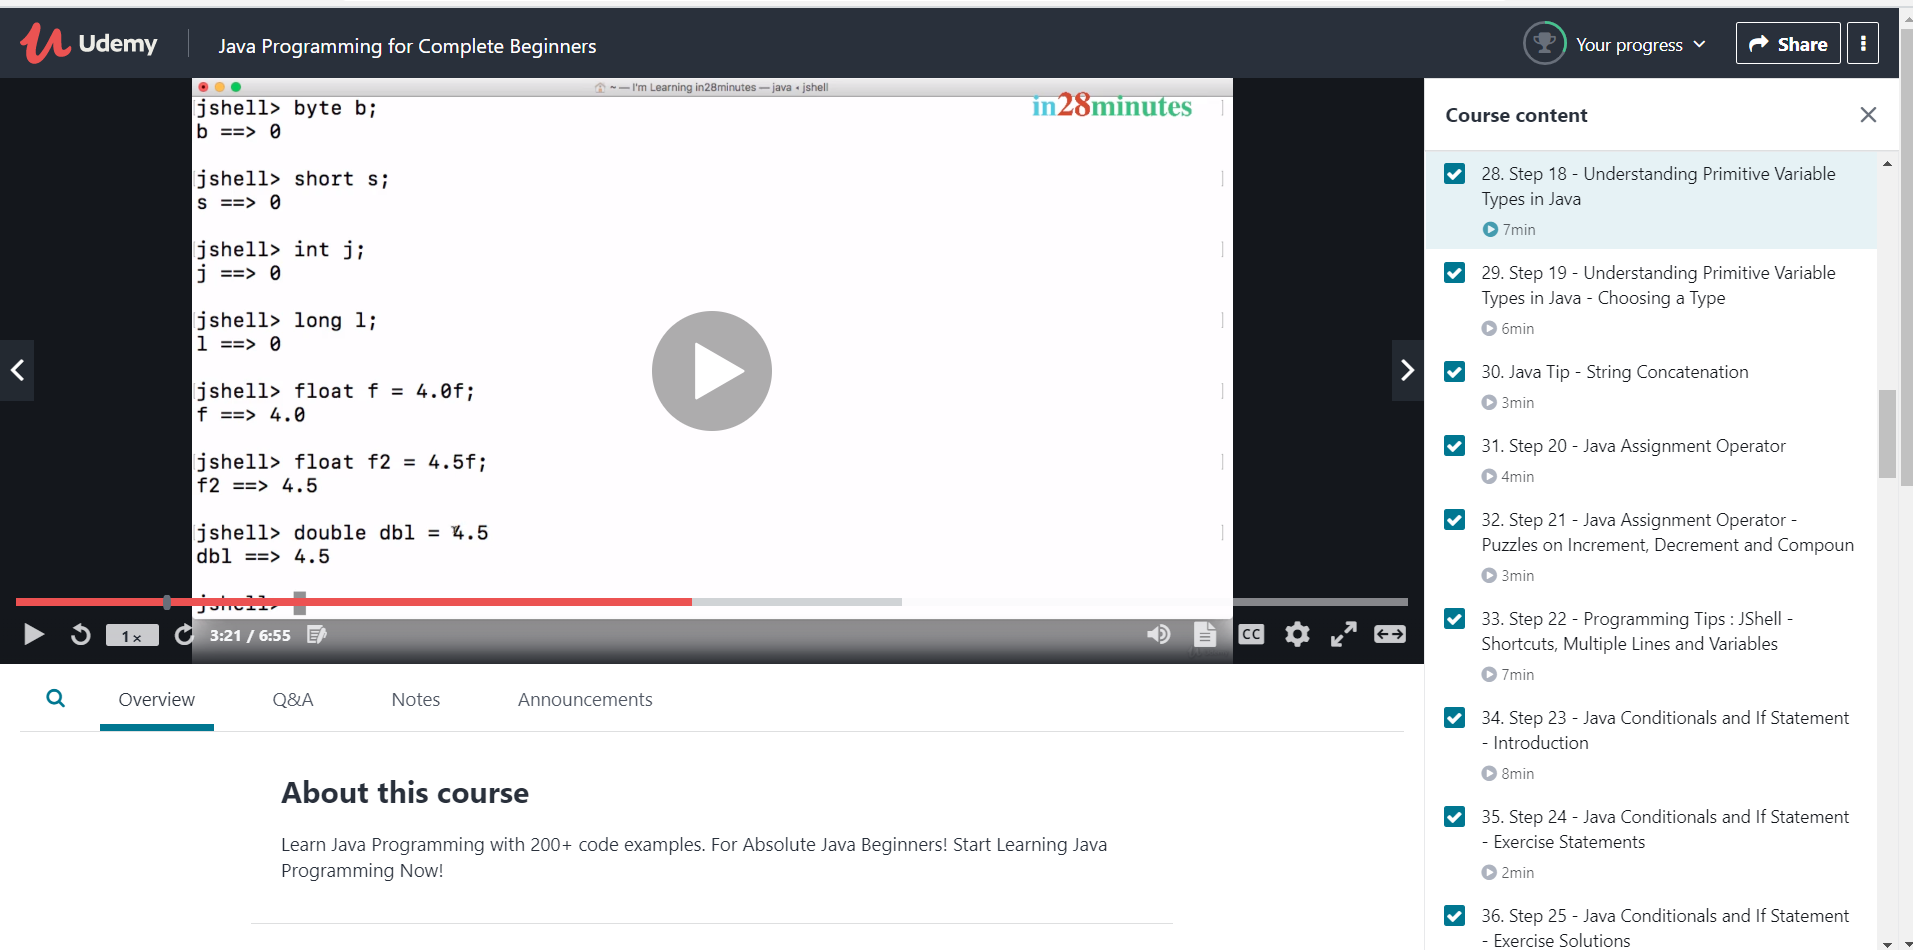 Udemy
Java Programming for Complete Beginners
Your progress
Share
~ — I'm Learning in28minutes — java ‹ jshell
in28minutes
jshell> byte b;
b ==> 0
jshell> short s;
s ==> 0
jshell> int j;
j ==> 0
jshell> long l;
l ==> 0
jshell> float f = 4.0f;
f ==> 4.0
jshell> float f2 = 4.5f;
f2 ==> 4.5
jshell> double dbl = 4.5
dbl ==> 4.5
jshell>
1×
3:21 / 6:55
CC
Overview
Q&A
Notes
Announcements
About this course
Learn Java Programming with 200+ code examples. For Absolute Java Beginners! Start Learning Java
Programming Now!
Course content
28. Step 18 - Understanding Primitive Variable
Types in Java
7min
29. Step 19 - Understanding Primitive Variable
Types in Java - Choosing a Type
6min
30. Java Tip - String Concatenation
3min
31. Step 20 - Java Assignment Operator
4min
32. Step 21 - Java Assignment Operator -
Puzzles on Increment, Decrement and Compoun
3min
33. Step 22 - Programming Tips : JShell -
Shortcuts, Multiple Lines and Variables
7min
34. Step 23 - Java Conditionals and If Statement
- Introduction
8min
35. Step 24 - Java Conditionals and If Statement
- Exercise Statements
2min
36. Step 25 - Java Conditionals and If Statement
- Exercise Solutions